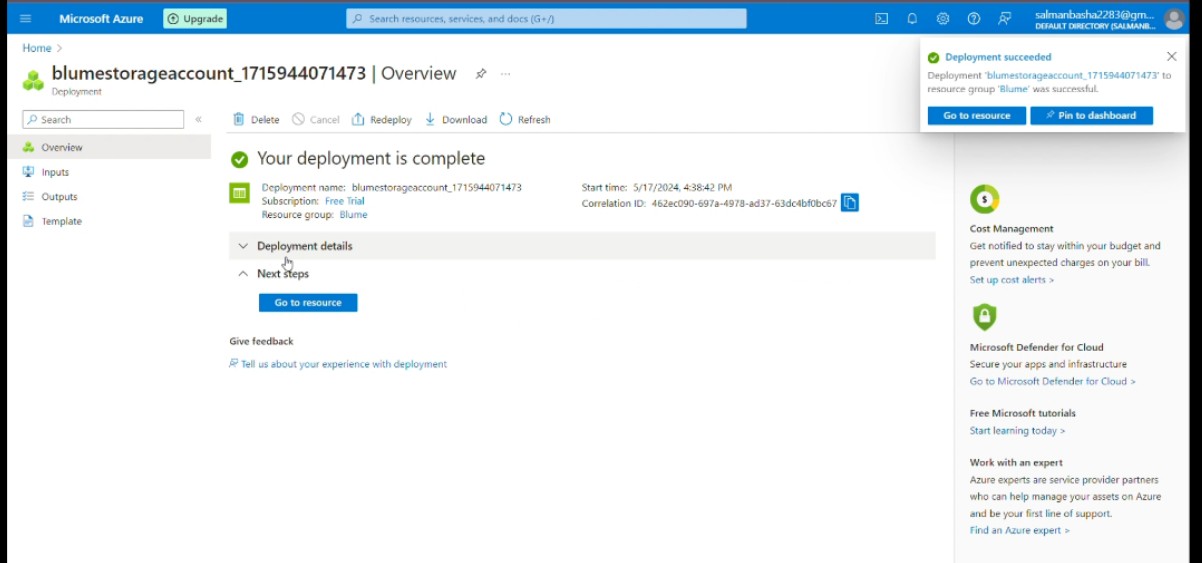 Microsoft Azure
Upgrade
Search resources, services, and docs (G+/)
salmanbasha2283@gm...
DEFAULT DIRECTORY (SALMANB...
Home >
blumestorageaccount_1715944071473 | Overview
Deployment
Search
Overview
Inputs
Outputs
Template
Delete Cancel Redeploy Download Refresh
Your deployment is complete
Deployment name: blumestorageaccount_1715944071473
Subscription: Free Trial
Resource group: Blume
Start time: 5/17/2024, 4:38:42 PM
Correlation ID: 462ec090-697a-4978-ad37-63dc4bf0bc67
Deployment details
Next steps
Go to resource
Give feedback
Tell us about your experience with deployment
Deployment succeeded
Deployment 'blumestorageaccount_1715944071473' to
resource group 'Blume' was successful.
Go to resource
Pin to dashboard
Cost Management
Get notified to stay within your budget and
prevent unexpected charges on your bill.
Set up cost alerts >
Microsoft Defender for Cloud
Secure your apps and infrastructure
Go to Microsoft Defender for Cloud >
Free Microsoft tutorials
Start learning today >
Work with an expert
Azure experts are service provider partners
who can help manage your assets on Azure
and be your first line of support.
Find an Azure expert >